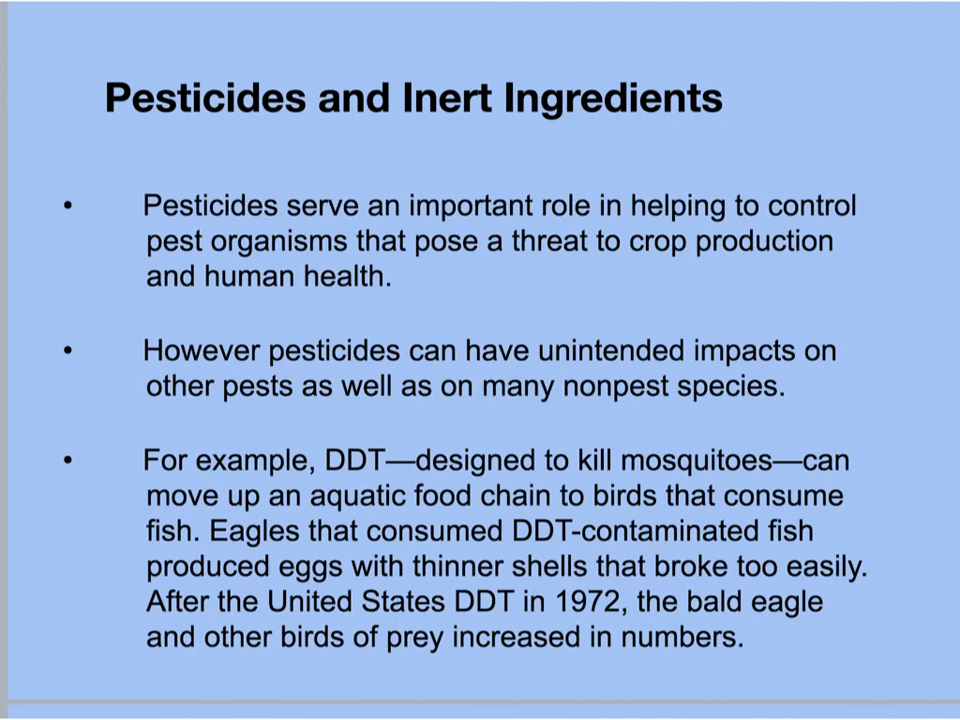 Pesticides and Inert Ingredients
• Pesticides serve an important role in helping to control
pest organisms that pose a threat to crop production
and human health.
• However pesticides can have unintended impacts on
other pests as well as on many nonpest species.
• For example, DDT—designed to kill mosquitoes—can
move up an aquatic food chain to birds that consume
fish. Eagles that consumed DDT-contaminated fish
produced eggs with thinner shells that broke too easily.
After the United States DDT in 1972, the bald eagle
and other birds of prey increased in numbers.